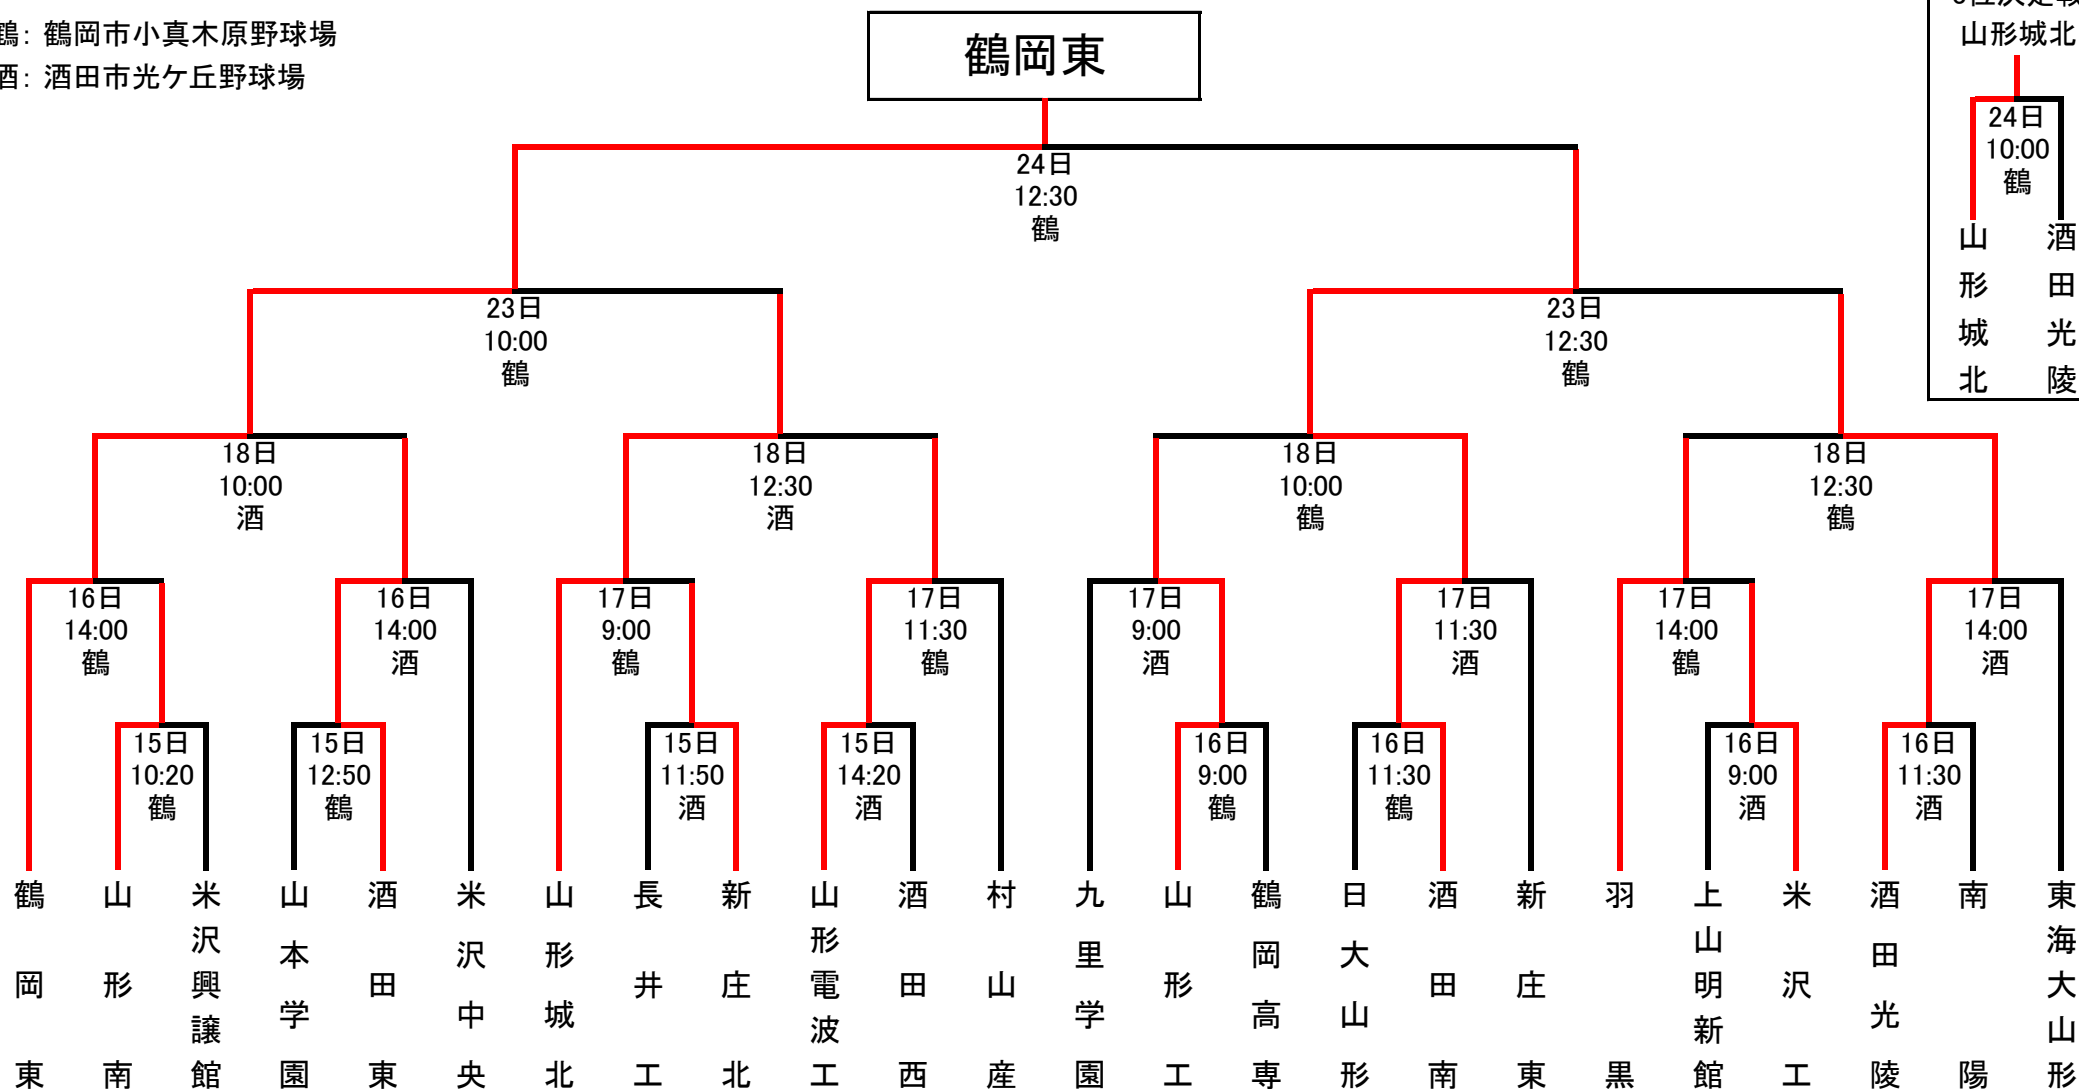 鶴: 鶴岡市小真木原野球場
酒: 酒田市光ケ丘野球場
鶴岡東
山形城北
24日
10:00
鶴
山形城北
酒田光陵
24日
12:30
鶴
23日
10:00
鶴
23日
12:30
鶴
18日
10:00
酒
18日
12:30
酒
18日
10:00
鶴
18日
12:30
鶴
16日
14:00
鶴
16日
14:00
酒
17日
9:00
鶴
17日
11:30
鶴
17日
9:00
酒
17日
11:30
酒
17日
14:00
鶴
17日
14:00
酒
15日
10:20
鶴
15日
12:50
鶴
15日
11:50
酒
15日
14:20
酒
16日
9:00
鶴
16日
11:30
鶴
16日
9:00
酒
16日
11:30
酒
鶴岡東
山形南
米沢興譲館
山本学園
酒田東
米沢中央
山形城北
長井工
新庄北
山形電波工
酒田西
村山産
九里学園
山形工
鶴岡高専
日大山形
酒田南
新庄東
羽黒
上山明新館
米沢工
酒田光陵
南陽
東海大山形